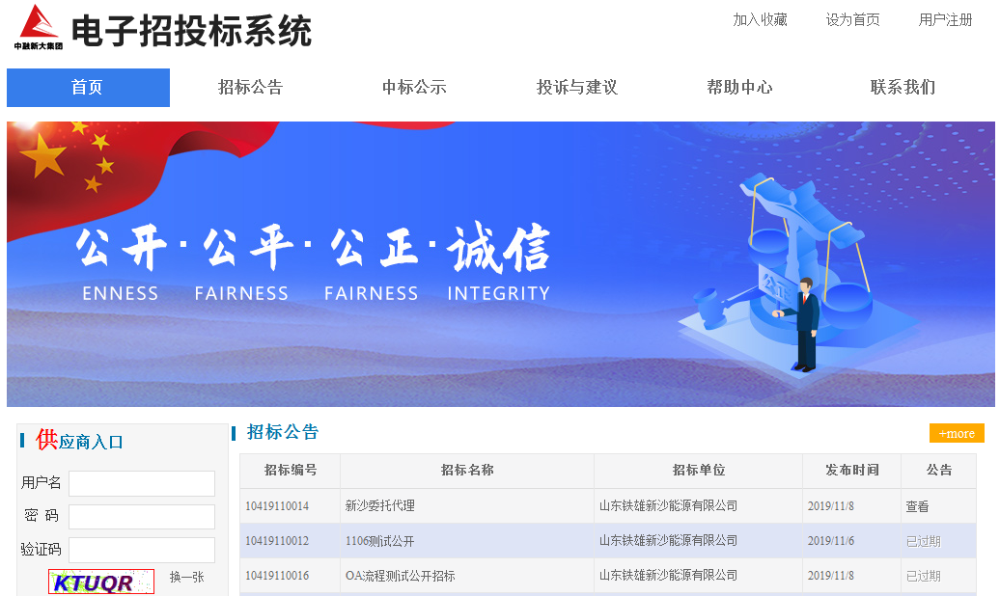 中融新大集团
电子招投标系统
加入收藏 设为首页 用户注册
首页 招标公告 中标公示 投诉与建议 帮助中心 联系我们
公开·公平·公正·诚信
ENNESS FAIRNESS FAIRNESS INTEGRITY
公正
供应商入口
用户名
密 码
验证码
KTUQR 换一张
招标公告 +more
招标编号 招标名称 招标单位 发布时间 公告
10419110014 新沙委托代理 山东铁雄新沙能源有限公司 2019/11/8 查看
10419110012 1106测试公开 山东铁雄新沙能源有限公司 2019/11/6 已过期
10419110016 OA流程测试公开招标 山东铁雄新沙能源有限公司 2019/11/8 已过期